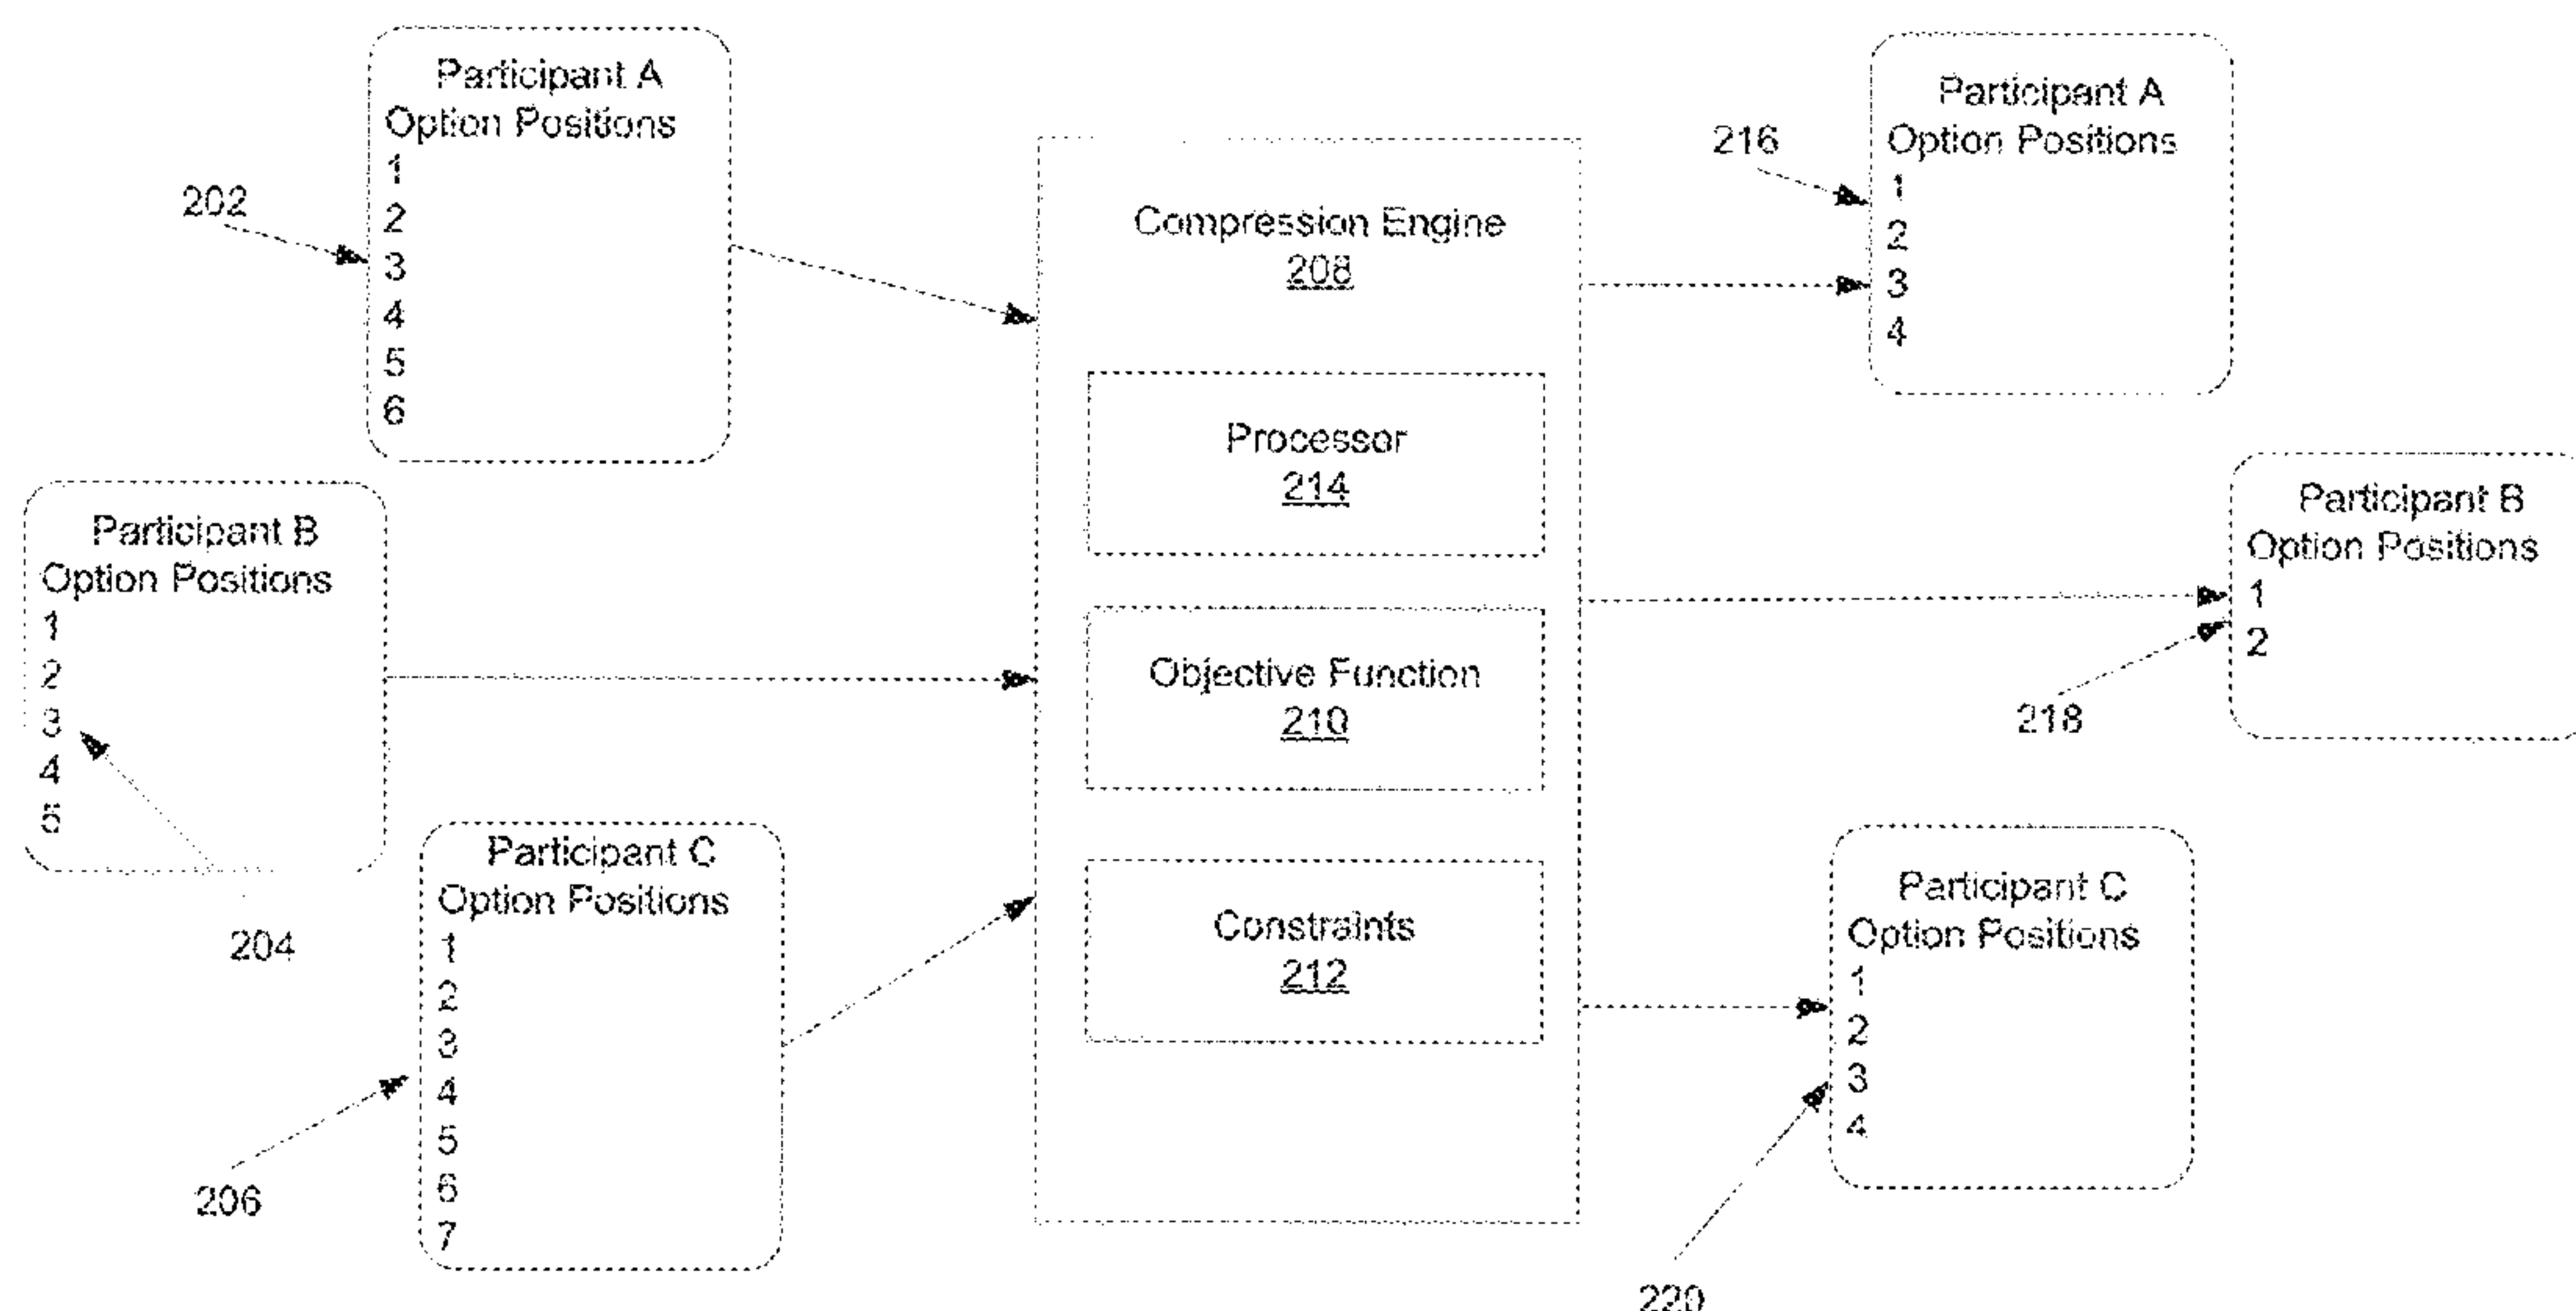 Participant A
Option Positions
1
2
3
4
5
6
202
Participant B
Option Positions
1
2
3
4
5
204
Participant C
Option Positions
1
2
3
4
5
6
7
206
Compression Engine
208
Processor
214
Objective Function
210
Constraints
212
Participant A
Option Positions
1
2
3
4
216
Participant B
Option Positions
1
2
218
Participant C
Option Positions
1
2
3
4
220